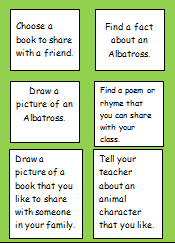 Choose a
book to share
with a friend.
Find a fact
about an
Albatross.
Draw a
picture of an
Albatross.
Find a poem or
rhyme that
you can share
with your
class.
Draw a
picture of a
book that you
like to share
with someone
in your family.
Tell your
teacher
about an
animal
character
that you like.